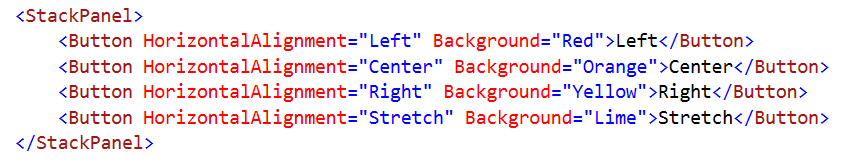 <StackPanel>
    <Button HorizontalAlignment="Left" Background="Red">Left</Button>
    <Button HorizontalAlignment="Center" Background="Orange">Center</Button>
    <Button HorizontalAlignment="Right" Background="Yellow">Right</Button>
    <Button HorizontalAlignment="Stretch" Background="Lime">Stretch</Button>
</StackPanel>